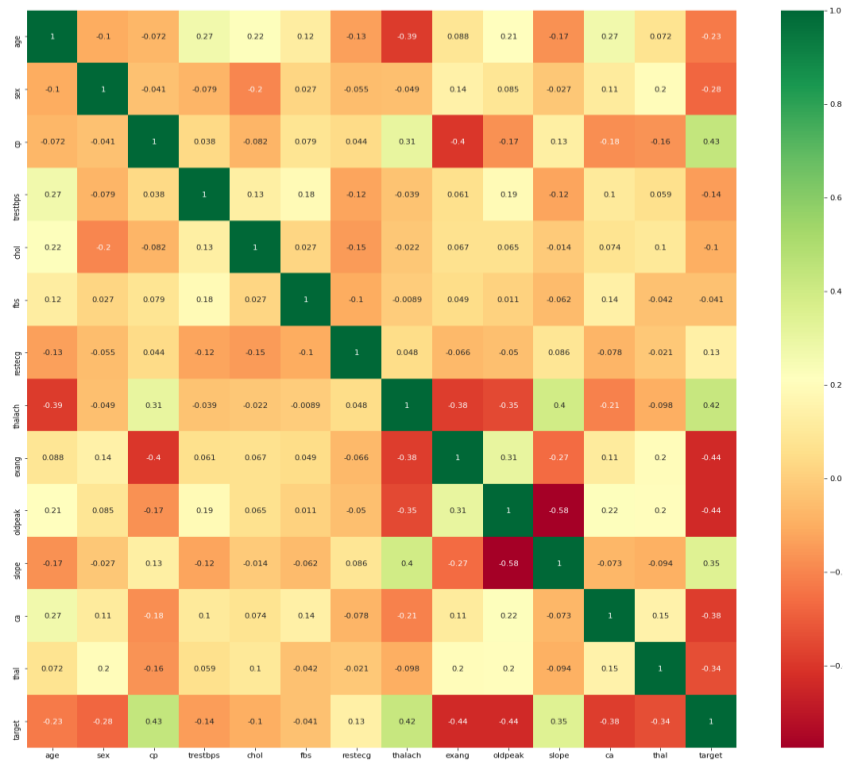 age 1 -0.1 -0.072 0.27 0.22 0.12 -0.13 -0.39 0.088 0.21 -0.17 0.27 0.072 -0.23
sex -0.1 1 -0.041 -0.079 -0.2 0.027 -0.055 -0.049 0.14 0.085 -0.027 0.11 0.2 -0.28
cp -0.072 -0.041 1 0.038 -0.082 0.079 0.044 0.31 -0.4 -0.17 0.13 -0.18 -0.16 0.43
trestbps 0.27 -0.079 0.038 1 0.13 0.18 -0.12 -0.039 0.061 0.19 -0.12 0.1 0.059 -0.14
chol 0.22 -0.2 -0.082 0.13 1 0.027 -0.15 -0.022 0.067 0.065 -0.014 0.074 0.1 -0.1
fbs 0.12 0.027 0.079 0.18 0.027 1 -0.1 -0.0089 0.049 0.011 -0.062 0.14 -0.042 -0.041
restecg -0.13 -0.055 0.044 -0.12 -0.15 -0.1 1 0.048 -0.066 -0.05 0.086 -0.078 -0.021 0.13
thalach -0.39 -0.049 0.31 -0.039 -0.022 -0.0089 0.048 1 -0.38 -0.35 0.4 -0.21 -0.098 0.42
exang 0.088 0.14 -0.4 0.061 0.067 0.049 -0.066 -0.38 1 0.31 -0.27 0.11 0.2 -0.44
oldpeak 0.21 0.085 -0.17 0.19 0.065 0.011 -0.05 -0.35 0.31 1 -0.58 0.22 0.2 -0.44
slope -0.17 -0.027 0.13 -0.12 -0.014 -0.062 0.086 0.4 -0.27 -0.58 1 -0.073 -0.094 0.35
ca 0.27 0.11 -0.18 0.1 0.074 0.14 -0.078 -0.21 0.11 0.22 -0.073 1 0.15 -0.38
thal 0.072 0.2 -0.16 0.059 0.1 -0.042 -0.021 -0.098 0.2 0.2 -0.094 0.15 1 -0.34
target -0.23 -0.28 0.43 -0.14 -0.1 -0.041 0.13 0.42 -0.44 -0.44 0.35 -0.38 -0.34 1
age sex cp trestbps chol fbs restecg thalach exang oldpeak slope ca thal target
1.0
0.8
0.6
0.4
0.2
0.0